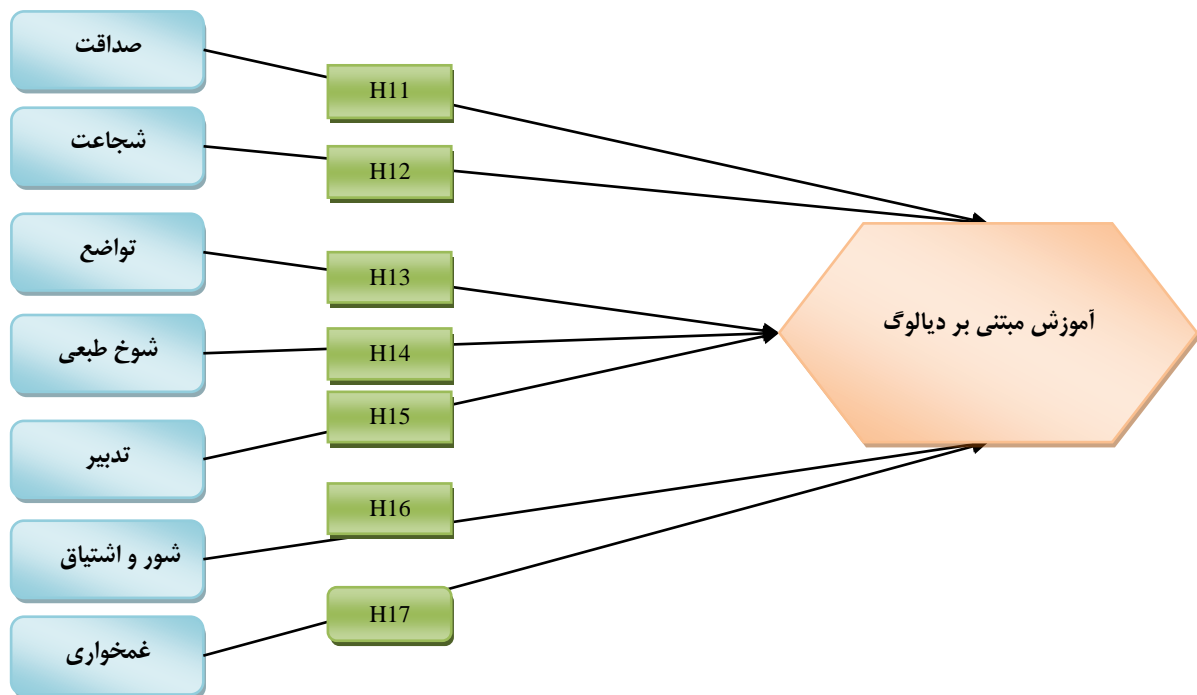 صداقت
H11
شجاعت
H12
تواضع
H13
آموزش مبتنی بر دیالوگ
شوخ طبعی
H14
H15
تدبیر
H16
شور و اشتیاق
H17
غمخواری